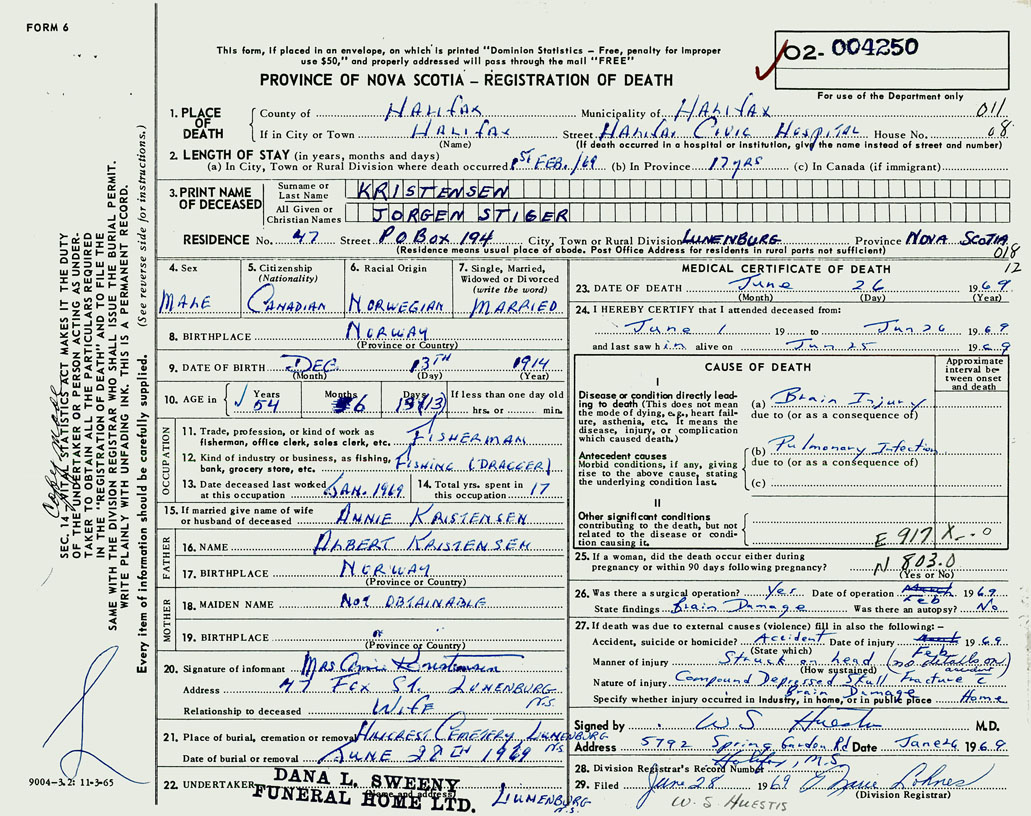 FORM 6
This form, if placed in an envelope, on which is printed "Dominion Statistics — Free, penalty for improper
use $50," and properly addressed will pass through the mail "FREE"
PROVINCE OF NOVA SCOTIA — REGISTRATION OF DEATH
02- 004250
For use of the Department only
1. PLACE OF DEATH
County of HALIFAX Municipality of HALIFAX 011
If in City or Town HALIFAX Street HALIFAX CIVIC HOSPITAL House No. 08
(Name) (If death occurred in a hospital or institution, give the name instead of street and number)
2. LENGTH OF STAY (in years, months and days)
(a) In City, Town or Rural Division where death occurred 1ST FEB./69 (b) In Province 17 YRS (c) In Canada (if immigrant)
3. PRINT NAME OF DECEASED
Surname or Last Name KRISTENSEN
All Given or Christian Names JORGEN STIGER
RESIDENCE No. 47 Street P O BOX 194 City, Town or Rural Division LUNENBURG Province NOVA SCOTIA
(Residence means usual place of abode. Post Office Address for residents in rural parts not sufficient)
018
12
4. Sex MALE
5. Citizenship (Nationality) CANADIAN
6. Racial Origin NORWEGIAN
7. Single, Married, Widowed or Divorced (write the word) MARRIED
8. BIRTHPLACE NORWAY
(Province or Country)
9. DATE OF BIRTH DEC. 13TH 1914
(Month) (Day) (Year)
10. AGE in Years 54 Months 6 Days 13 If less than one day old hrs. or min.
OCCUPATION
11. Trade, profession, or kind of work as fisherman, office clerk, sales clerk, etc. FISHERMAN
12. Kind of industry or business, as fishing, bank, grocery store, etc. FISHING (DRAGGER)
13. Date deceased last worked at this occupation JAN. 1969
14. Total yrs. spent in this occupation 17
15. If married give name of wife or husband of deceased ANNIE KRISTENSEN
FATHER
16. NAME ALBERT KRISTENSEN
17. BIRTHPLACE NORWAY
(Province or Country)
MOTHER
18. MAIDEN NAME NOT OBTAINABLE
19. BIRTHPLACE
(Province or Country)
20. Signature of informant Mrs Annie Kristensen
Address 47 FOX ST. LUNENBURG N.S.
Relationship to deceased WIFE
21. Place of burial, cremation or removal HILLCREST CEMETERY LUNENBURG N.S.
Date of burial or removal JUNE 28TH 1969
22. UNDERTAKER DANA L. SWEENY
FUNERAL HOME LTD. LUNENBURG N.S.
(Name and address)
MEDICAL CERTIFICATE OF DEATH
23. DATE OF DEATH June 26 1969
(Month) (Day) (Year)
24. I HEREBY CERTIFY that I attended deceased from:
June 1 19 to Jun 26 1969
and last saw him alive on Jun 25 1969
CAUSE OF DEATH
Approximate interval between onset and death
I
Disease or condition directly leading to death (This does not mean the mode of dying, e.g., heart failure, asthenia, etc. It means the disease, injury, or complication which caused death.)
(a) Brain Injury
due to (or as a consequence of)
Antecedent causes
Morbid conditions, if any, giving rise to the above cause, stating the underlying condition last.
(b) Pulmonary Infection
due to (or as a consequence of)
(c)
II
Other significant conditions
contributing to the death, but not related to the disease or condition causing it.
E 917 X 0
25. If a woman, did the death occur either during pregnancy or within 90 days following pregnancy? N 803.0
(Yes or No)
26. Was there a surgical operation? Yes Date of operation March Feb 1969
State findings Brain Damage Was there an autopsy? No
27. If death was due to external causes (violence) fill in also the following: —
Accident, suicide or homicide? Accident Date of injury Feb 1969
(State which)
Manner of injury Struck on head (no details
(How sustained)
Nature of injury Compound Depressed Skull Fracture c̄
Brain Damage
Specify whether injury occurred in Industry, in home, or in public place Home
Signed by W. S. Huestis M.D.
Address 5792 Spring Garden Rd Date June 26 1969
Halifax, N.S.
28. Division Registrar's Record Number
29. Filed June 28 1969 Lohnes
(Division Registrar)
W. S HUESTIS
SEC. 14 — VITAL STATISTICS ACT MAKES IT THE DUTY
OF THE UNDERTAKER OR PERSON ACTING AS UNDER-
TAKER TO OBTAIN ALL THE PARTICULARS REQUIRED
IN THE "REGISTRATION OF DEATH" AND TO FILE THE
SAME WITH THE DIVISION REGISTRAR WHO SHALL ISSUE THE BURIAL PERMIT.
WRITE PLAINLY WITH UNFADING INK. THIS IS A PERMANENT RECORD.
Every item of information should be carefully supplied. (See reverse side for instructions.)
9004-3.2: 11-3-65